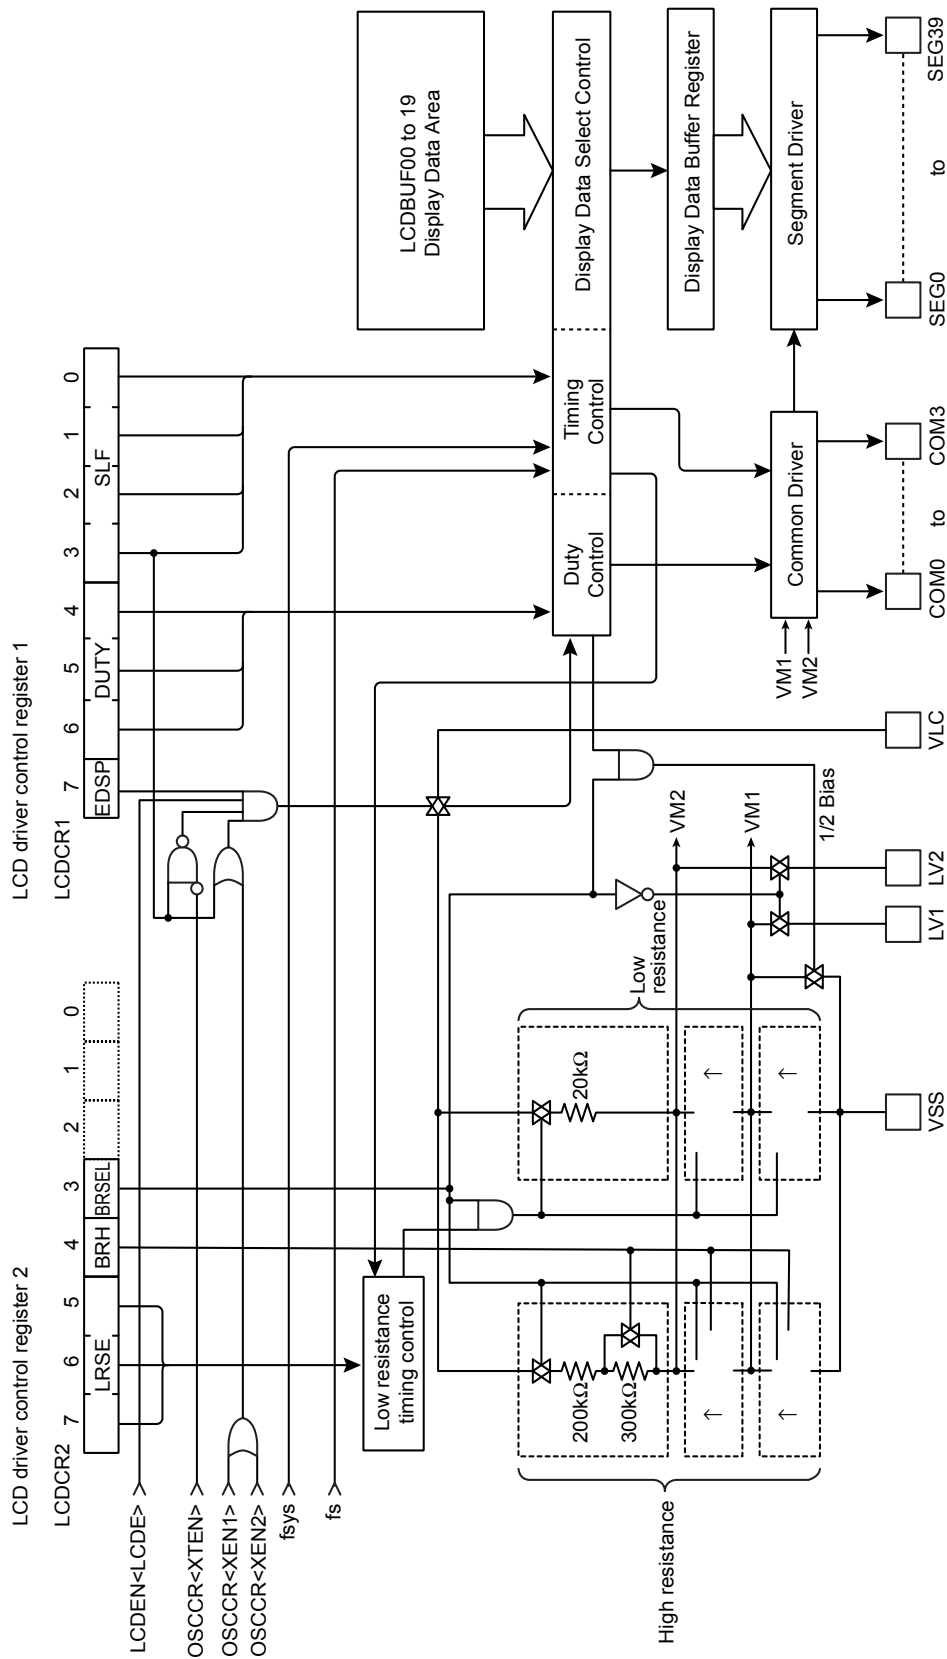 LCD driver control register 2
LCDCR2
7
6
5
4
3
2
1
0
LRSE
BRH
BRSEL
LCD driver control register 1
LCDCR1
7
6
5
4
3
2
1
0
EDSP
DUTY
SLF
LCDEN<LCDE>
OSCCR<XTEN>
OSCCR<XEN1>
OSCCR<XEN2>
fsys
fs
LCDBUF00 to 19
Display Data Area
Low resistance
timing control
Duty
Control
Timing
Control
Display Data Select Control
Display Data Buffer Register
200kΩ
300kΩ
↑
↑
High resistance
20kΩ
↑
↑
Low
resistance
VM2
VM1
1/2 Bias
VM1
VM2
Common Driver
Segment Driver
VSS
LV1
LV2
VLC
COM0
to
COM3
SEG0
to
SEG39